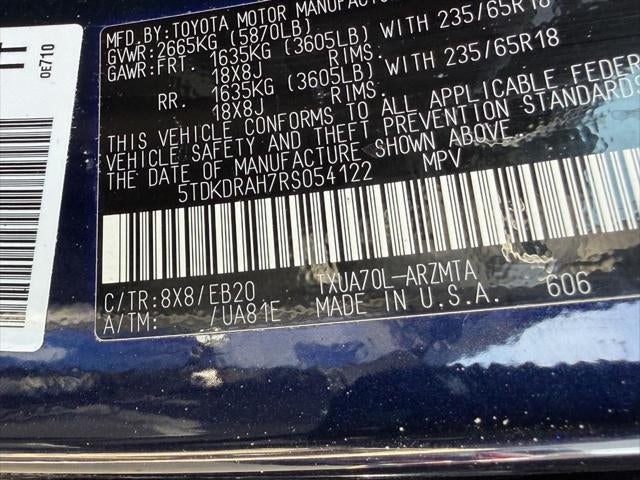 TT
0E710
MFD.BY:TOYOTA MOTOR MANUFAC
GVWR:2665KG (5870LB)
GAWR:FRT. 1635KG (3605LB) WITH 235/65R18
18X8J RIMS.
RR. 1635KG (3605LB) WITH 235/65R18
18X8J RIMS.
THIS VEHICLE CONFORMS TO ALL APPLICABLE FEDER
VEHICLE SAFETY AND THEFT PREVENTION STANDARDS
THE DATE OF MANUFACTURE SHOWN ABOVE.
5TDKDRAH7RS054122 MPV
C/TR:8X8/EB20 TXUA70L-ARZMTA
A/TM: /UA81E MADE IN U.S.A. 606